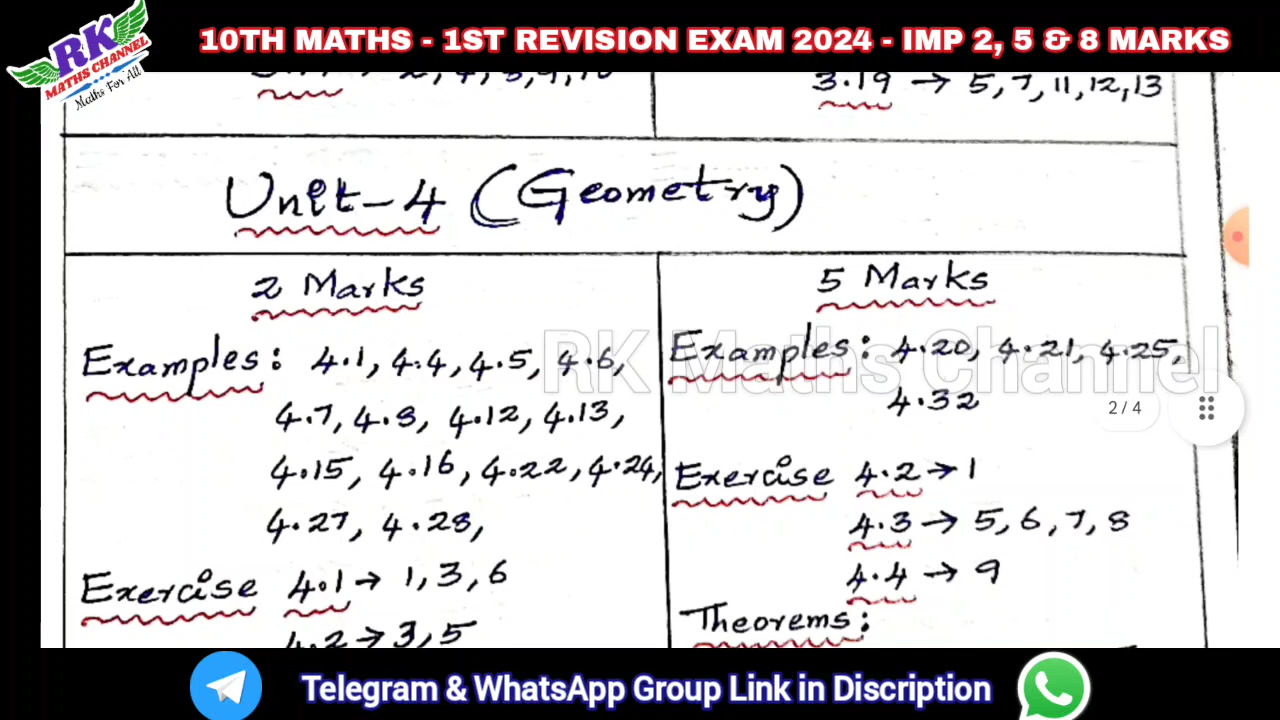 RK
MATHS CHANNEL
Maths For All
10TH MATHS - 1ST REVISION EXAM 2024 - IMP 2, 5 & 8 MARKS
3.19 → 5, 7, 11, 12, 13
Unit-4 (Geometry)
2 Marks
Examples: 4.1, 4.4, 4.5, 4.6,
4.7, 4.8, 4.12, 4.13,
4.15, 4.16, 4.22, 4.24,
4.27, 4.28,
Exercise 4.1 → 1, 3, 6
4.2 → 3, 5
5 Marks
Examples: 4.20, 4.21, 4.25,
4.32
Exercise 4.2 → 1
4.3 → 5, 6, 7, 8
4.4 → 9
Theorems:
RK Maths Channel
2/4
Telegram & WhatsApp Group Link in Discription